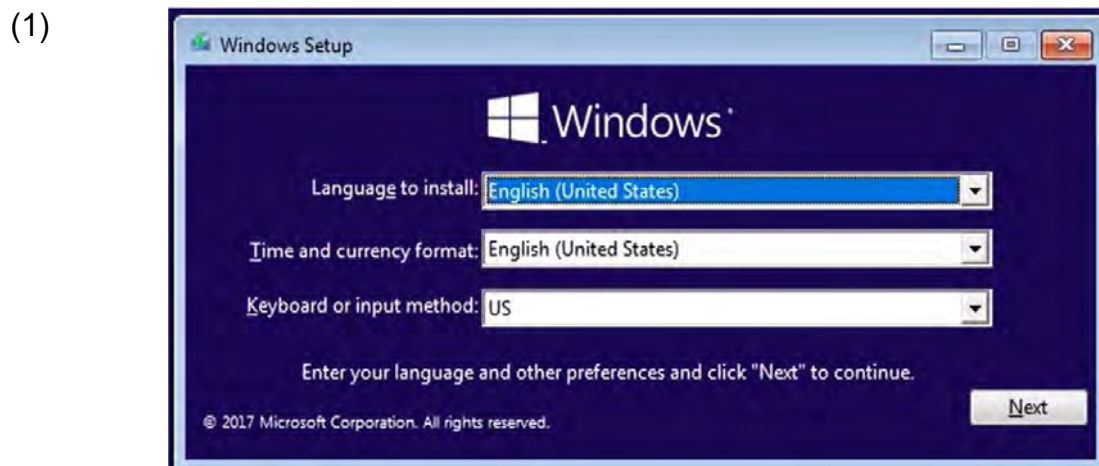 (1)
Windows Setup
Windows
Language to install: English (United States)
Time and currency format: English (United States)
Keyboard or input method: US
Enter your language and other preferences and click "Next" to continue.
Next
© 2017 Microsoft Corporation. All rights reserved.